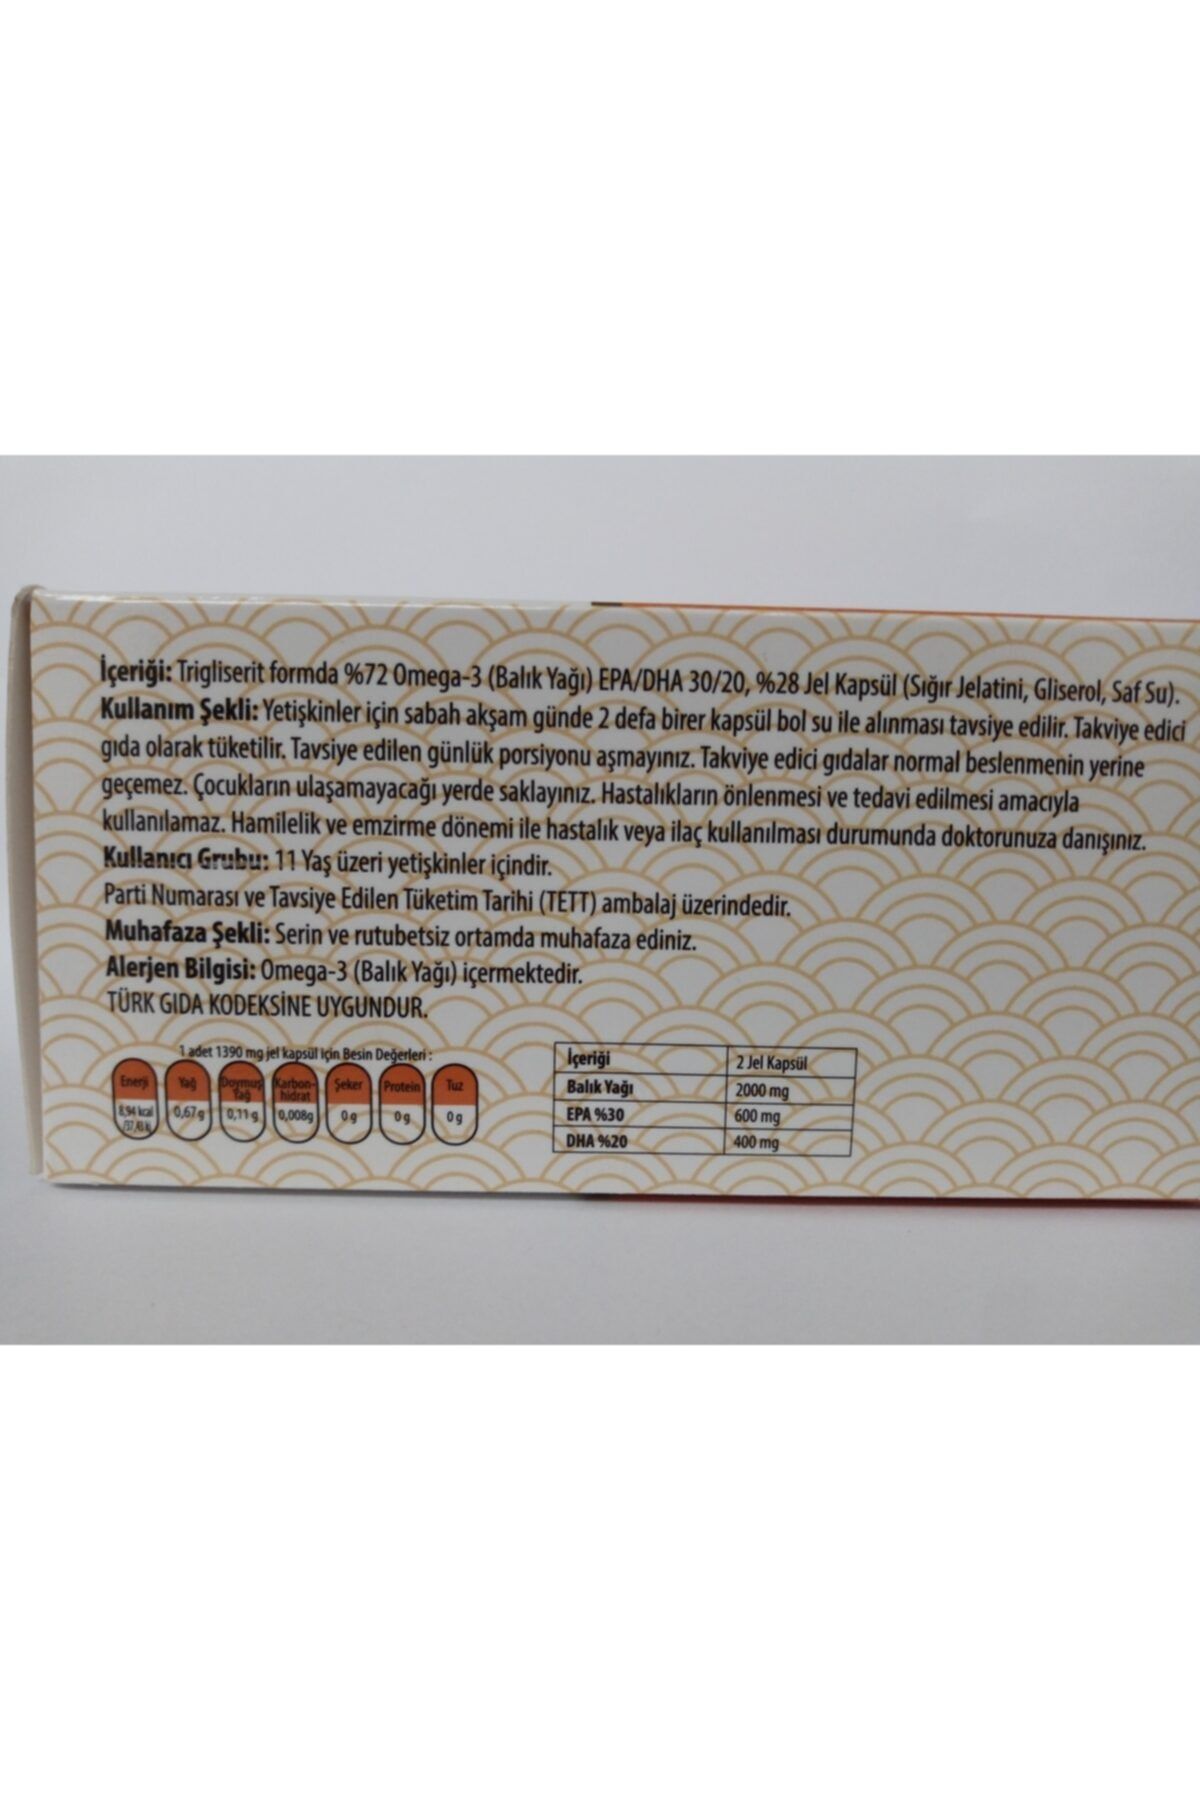 İçeriği: Trigliserit formda %72 Omega-3 (Balık Yağı) EPA/DHA 30/20, %28 Jel Kapsül (Sığır Jelatini, Gliserol, Saf Su).
Kullanım Şekli: Yetişkinler için sabah akşam günde 2 defa birer kapsül bol su ile alınması tavsiye edilir. Takviye edici
gıda olarak tüketilir. Tavsiye edilen günlük porsiyonu aşmayınız. Takviye edici gıdalar normal beslenmenin yerine
geçemez. Çocukların ulaşamayacağı yerde saklayınız. Hastalıkların önlenmesi ve tedavi edilmesi amacıyla
kullanılamaz. Hamilelik ve emzirme dönemi ile hastalık veya ilaç kullanılması durumunda doktorunuza danışınız.
Kullanıcı Grubu: 11 Yaş üzeri yetişkinler içindir.
Parti Numarası ve Tavsiye Edilen Tüketim Tarihi (TETT) ambalaj üzerindedir.
Muhafaza Şekli: Serin ve rutubetsiz ortamda muhafaza ediniz.
Alerjen Bilgisi: Omega-3 (Balık Yağı) içermektedir.
TÜRK GIDA KODEKSİNE UYGUNDUR.
1 adet 1390 mg jel kapsül için Besin Değerleri :
Enerji Yağ Doymuş Yağ Karbon-hidrat Şeker Protein Tuz
8,94 kcal 0,67 g 0,11 g 0,008g 0 g 0 g 0 g
/37,43 kj
İçeriği 2 Jel Kapsül
Balık Yağı 2000 mg
EPA %30 600 mg
DHA %20 400 mg